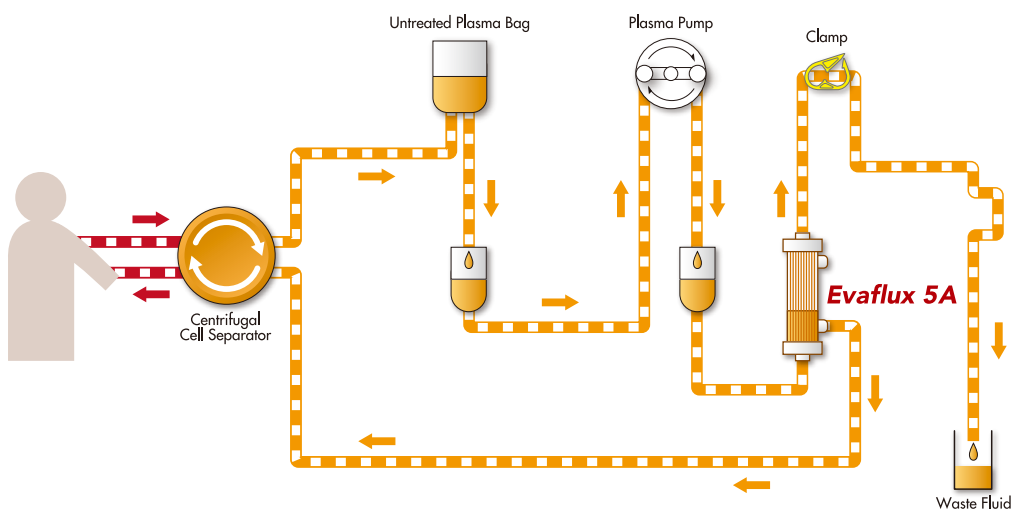 Untreated Plasma Bag
Plasma Pump
Clamp
Evaflux 5A
Centrifugal
Cell Separator
Waste Fluid